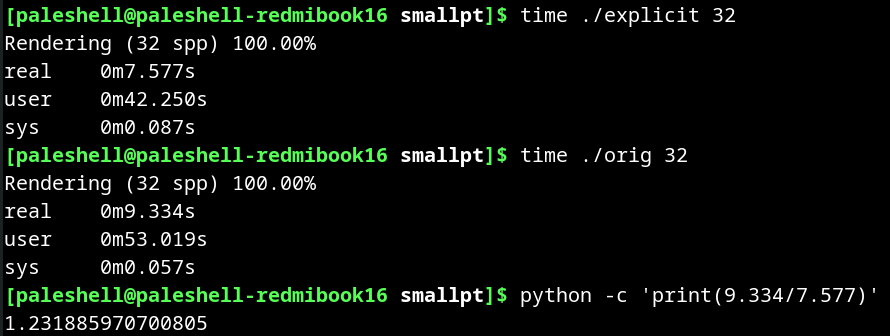 [paleshell@paleshell-redmibook16 smallpt]$ time ./explicit 32
Rendering (32 spp) 100.00%
real    0m7.577s
user    0m42.250s
sys     0m0.087s
[paleshell@paleshell-redmibook16 smallpt]$ time ./orig 32
Rendering (32 spp) 100.00%
real    0m9.334s
user    0m53.019s
sys     0m0.057s
[paleshell@paleshell-redmibook16 smallpt]$ python -c 'print(9.334/7.577)'
1.231885970700805